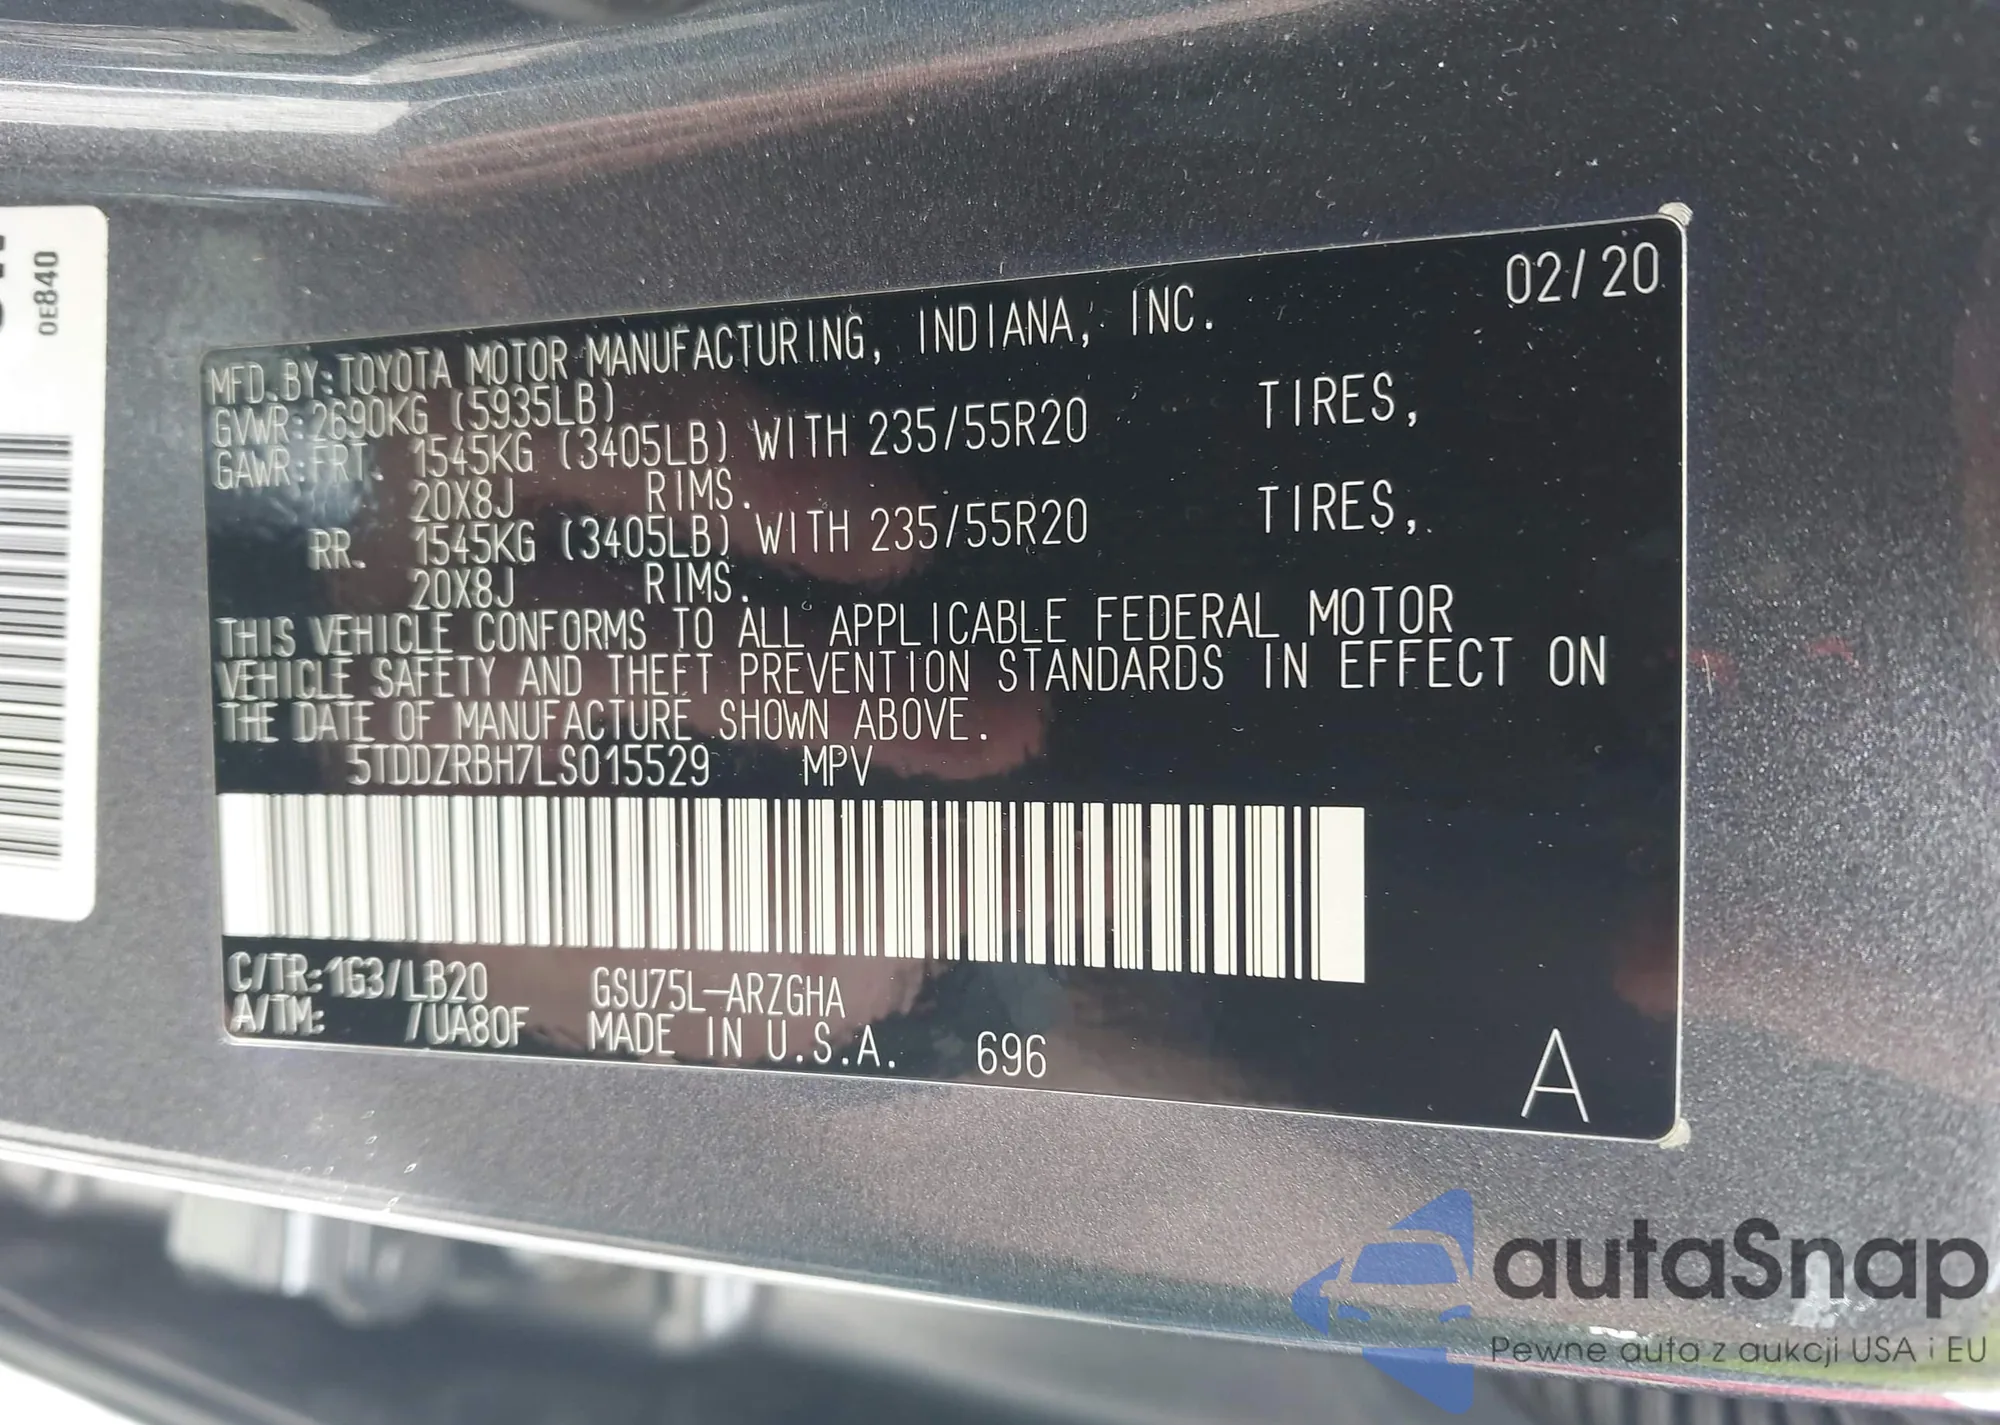 0E840
02/20
MFD.BY:TOYOTA MOTOR MANUFACTURING, INDIANA, INC.
GVWR:2690KG (5935LB)
GAWR:FRT. 1545KG (3405LB) WITH 235/55R20 TIRES,
20X8J RIMS.
RR. 1545KG (3405LB) WITH 235/55R20 TIRES,
20X8J RIMS.
THIS VEHICLE CONFORMS TO ALL APPLICABLE FEDERAL MOTOR
VEHICLE SAFETY AND THEFT PREVENTION STANDARDS IN EFFECT ON
THE DATE OF MANUFACTURE SHOWN ABOVE.
5TDDZRBH7LS015529 MPV
C/TR:1G3/LB20 GSU75L-ARZGHA
A/TM: /UA80F MADE IN U.S.A. 696
A
autaSnap
Pewne auta z aukcji USA i EU